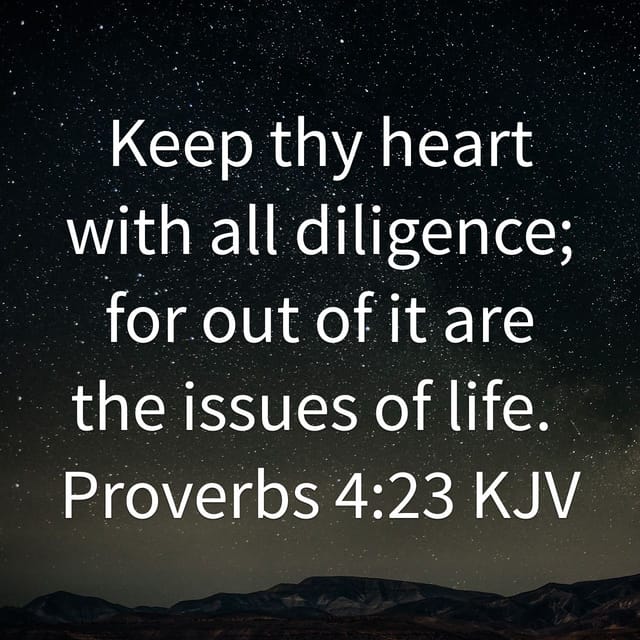 Keep thy heart
with all diligence;
for out of it are
the issues of life.
Proverbs 4:23 KJV